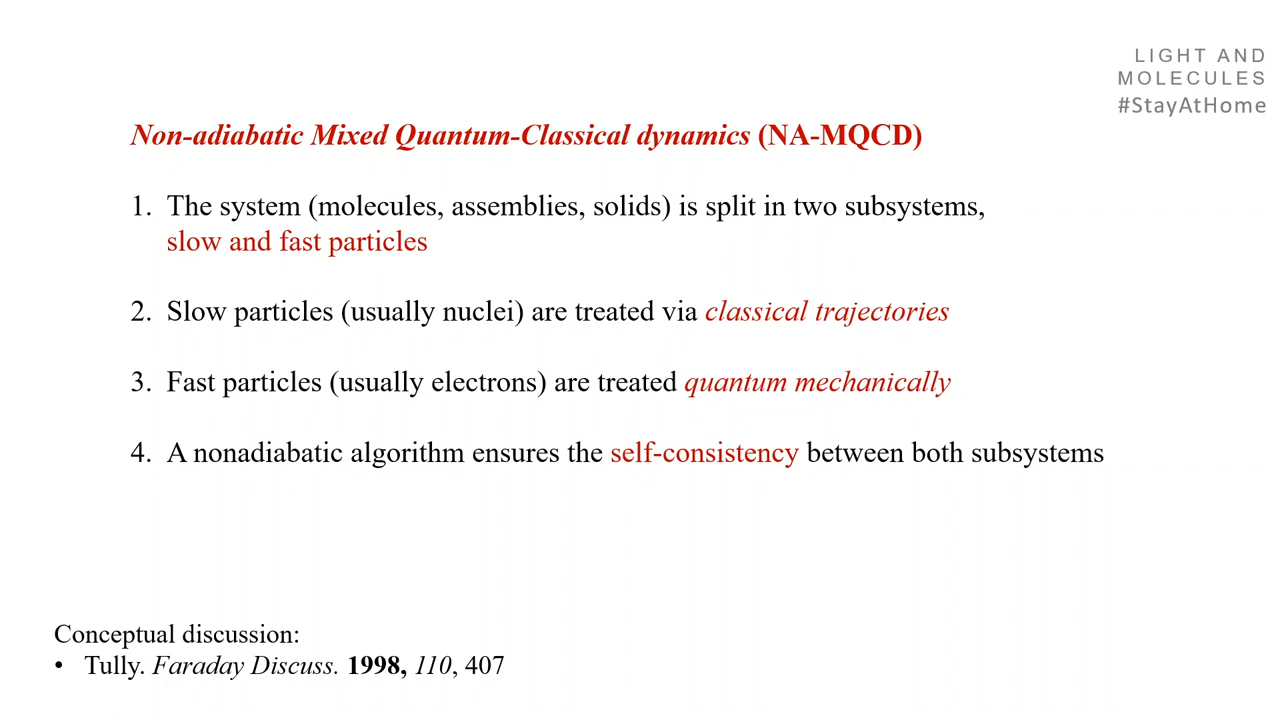 LIGHT AND
MOLECULES
#StayAtHome
Non-adiabatic Mixed Quantum-Classical dynamics (NA-MQCD)
1. The system (molecules, assemblies, solids) is split in two subsystems,
slow and fast particles
2. Slow particles (usually nuclei) are treated via classical trajectories
3. Fast particles (usually electrons) are treated quantum mechanically
4. A nonadiabatic algorithm ensures the self-consistency between both subsystems
Conceptual discussion:
• Tully. Faraday Discuss. 1998, 110, 407